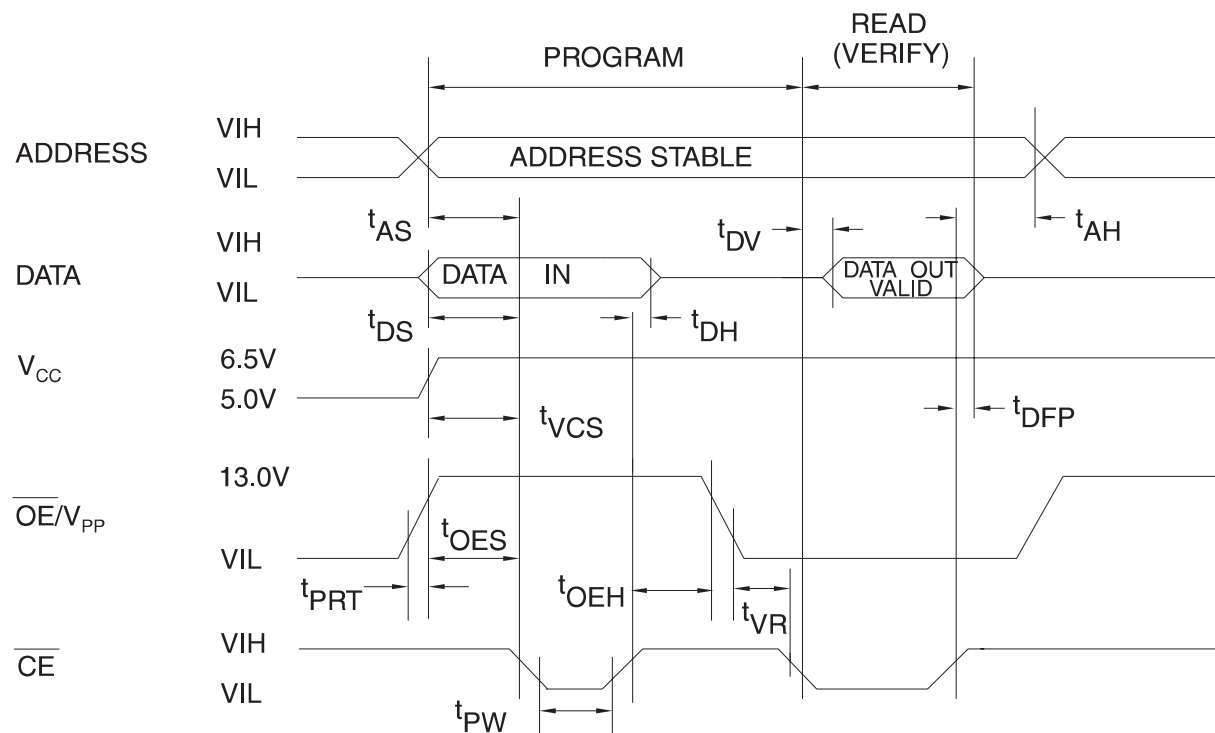 READ
(VERIFY)
PROGRAM
ADDRESS
VIH
VIL
ADDRESS STABLE
tAS
tDV
tAH
DATA
VIH
VIL
DATA IN
DATA OUT
VALID
tDS
tDH
VCC
6.5V
5.0V
tVCS
tDFP
OE/VPP
13.0V
VIL
tOES
tPRT
tOEH
tVR
CE
VIH
VIL
tPW